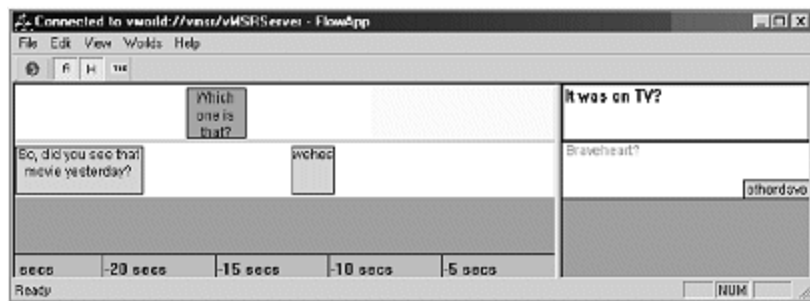 Connected to vworld://vmsr/vMSRServer - FlowApp
File Edit View Worlds Help
Which
one is
that?
It was on TV?
So, did you see that
movie yesterday?
Braveheart?
otherdave
secs -20 secs -15 secs -10 secs -5 secs
Ready NUM